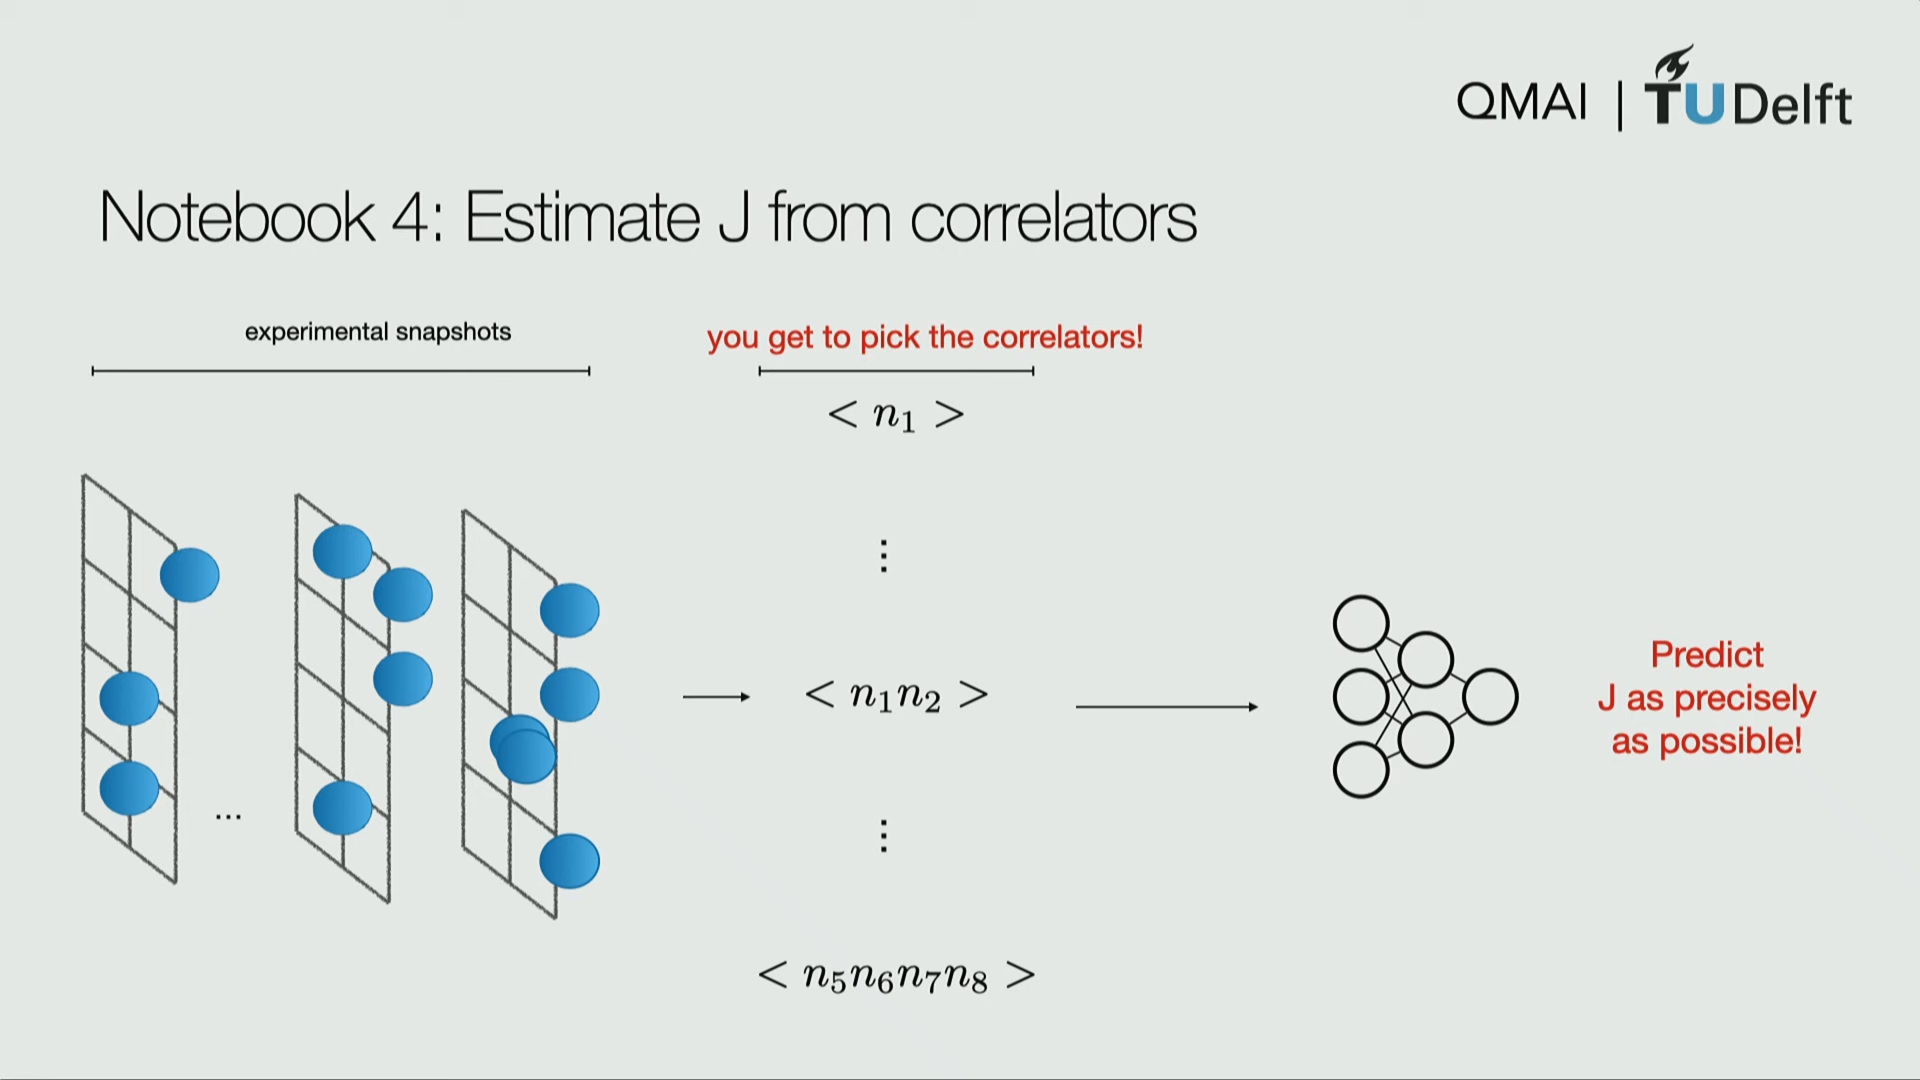 QMAI | TUDelft
Notebook 4: Estimate J from correlators
experimental snapshots
you get to pick the correlators!
< n₁ >
⋮
< n₁n₂ >
⋮
< n₅n₆n₇n₈ >
...
Predict
J as precisely
as possible!